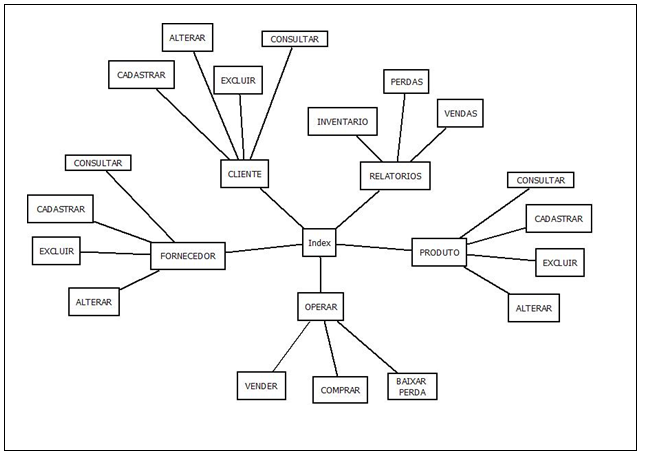 ALTERAR
CONSULTAR
CADASTRAR
EXCLUIR
PERDAS
VENDAS
INVENTARIO
CLIENTE
RELATORIOS
CONSULTAR
CONSULTAR
CADASTRAR
CADASTRAR
EXCLUIR
FORNECEDOR
Index
PRODUTO
EXCLUIR
ALTERAR
OPERAR
ALTERAR
VENDER
COMPRAR
BAIXAR
PERDA